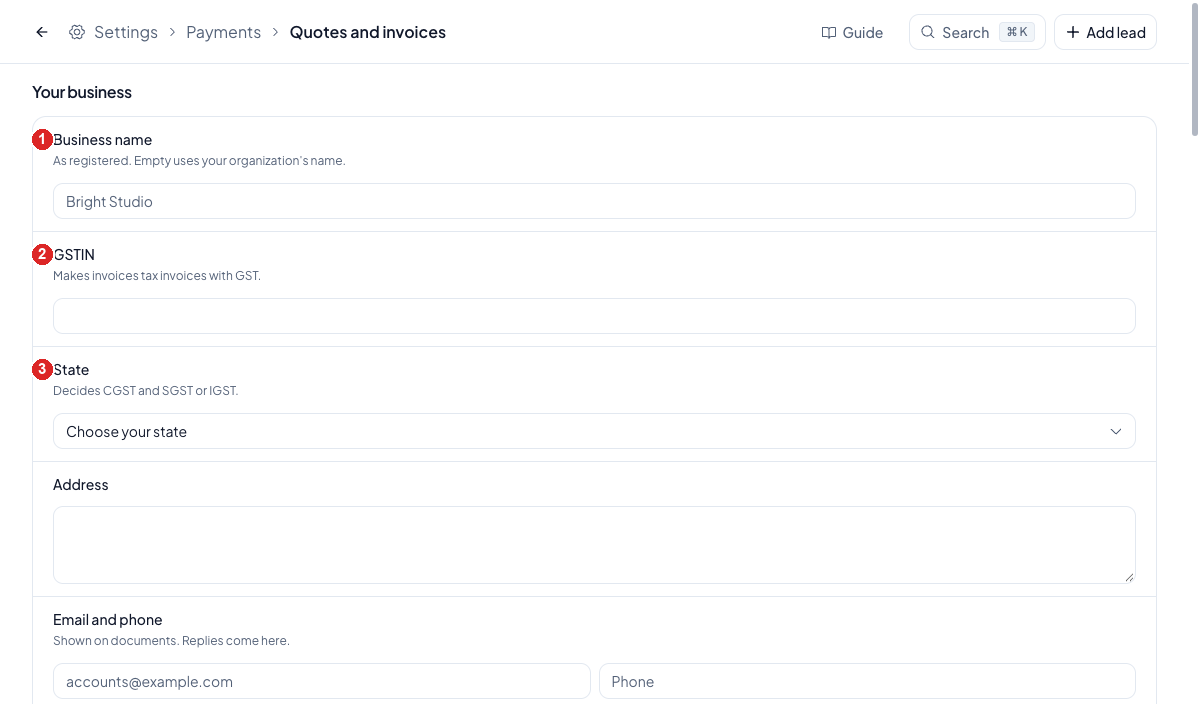 Settings > Payments > Quotes and invoices
Guide
Search ⌘ K
Add lead
Your business
1 Business name
As registered. Empty uses your organization's name.
Bright Studio
2 GSTIN
Makes invoices tax invoices with GST.
3 State
Decides CGST and SGST or IGST.
Choose your state
Address
Email and phone
Shown on documents. Replies come here.
accounts@example.com
Phone